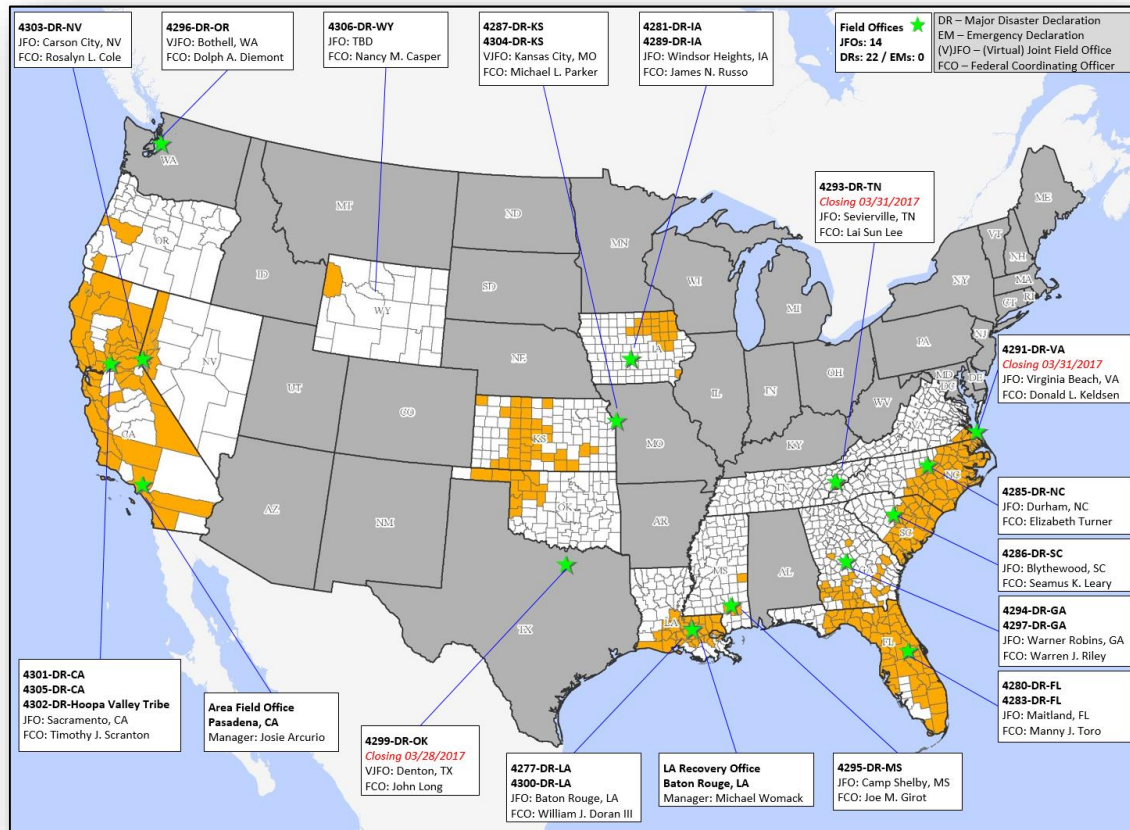 4303-DR-NV
JFO: Carson City, NV
FCO: Rosalyn L. Cole
4296-DR-OR
VJFO: Bothell, WA
FCO: Dolph A. Diemont
4306-DR-WY
JFO: TBD
FCO: Nancy M. Casper
4287-DR-KS
4304-DR-KS
VJFO: Kansas City, MO
FCO: Michael L. Parker
4281-DR-IA
4289-DR-IA
JFO: Windsor Heights, IA
FCO: James N. Russo
Field Offices
JFOs: 14
DRs: 22 / EMs: 0
DR – Major Disaster Declaration
EM – Emergency Declaration
(V)JFO – (Virtual) Joint Field Office
FCO – Federal Coordinating Officer
4293-DR-TN
Closing 03/31/2017
JFO: Sevierville, TN
FCO: Lai Sun Lee
4291-DR-VA
Closing 03/31/2017
JFO: Virginia Beach, VA
FCO: Donald L. Keldsen
4285-DR-NC
JFO: Durham, NC
FCO: Elizabeth Turner
4286-DR-SC
JFO: Blythewood, SC
FCO: Seamus K. Leary
4294-DR-GA
4297-DR-GA
JFO: Warner Robins, GA
FCO: Warren J. Riley
4280-DR-FL
4283-DR-FL
JFO: Maitland, FL
FCO: Manny J. Toro
4301-DR-CA
4305-DR-CA
4302-DR-Hoopa Valley Tribe
JFO: Sacramento, CA
FCO: Timothy J. Scranton
Area Field Office
Pasadena, CA
Manager: Josie Arcurio
4299-DR-OK
Closing 03/28/2017
VJFO: Denton, TX
FCO: John Long
4277-DR-LA
4300-DR-LA
JFO: Baton Rouge, LA
FCO: William J. Doran III
LA Recovery Office
Baton Rouge, LA
Manager: Michael Womack
4295-DR-MS
JFO: Camp Shelby, MS
FCO: Joe M. Girot
WA
MT
ND
MN
ME
VT
NH
OR
ID
SD
WI
NY
MA
CT
RI
WY
MI
PA
NJ
NE
IA
OH
MD
DE
DC
NV
UT
CO
IL
IN
WV
VA
CA
KS
MO
KY
NC
AZ
NM
OK
AR
TN
SC
TX
LA
MS
AL
GA
FL